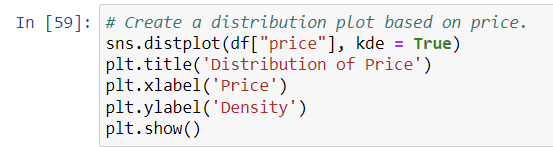 In [59]: # Create a distribution plot based on price.
sns.distplot(df["price"], kde = True)
plt.title('Distribution of Price')
plt.xlabel('Price')
plt.ylabel('Density')
plt.show()